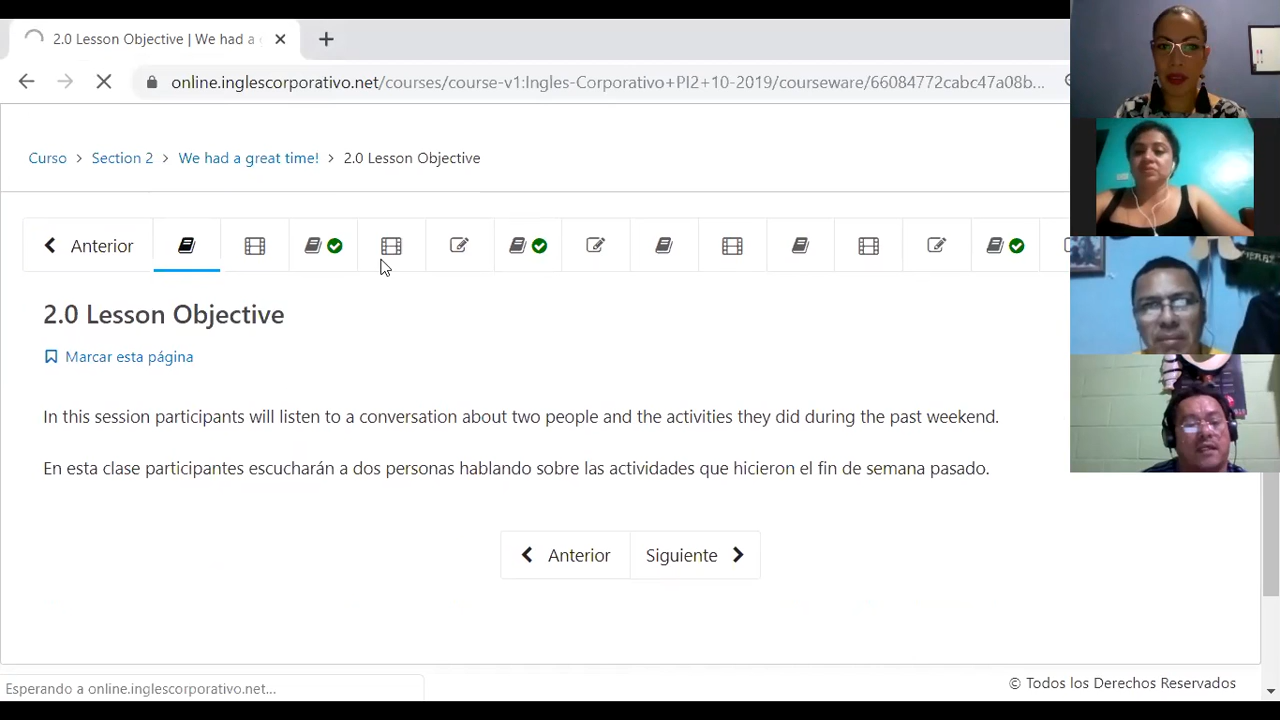 2.0 Lesson Objective | We had a
online.inglescorporativo.net/courses/course-v1:Ingles-Corporativo+PI2+10-2019/courseware/66084772cabc47a08b...
Curso > Section 2 > We had a great time! > 2.0 Lesson Objective
Anterior
2.0 Lesson Objective
Marcar esta página
In this session participants will listen to a conversation about two people and the activities they did during the past weekend.
En esta clase participantes escucharán a dos personas hablando sobre las actividades que hicieron el fin de semana pasado.
Anterior Siguiente
© Todos los Derechos Reservados
Esperando a online.inglescorporativo.net...